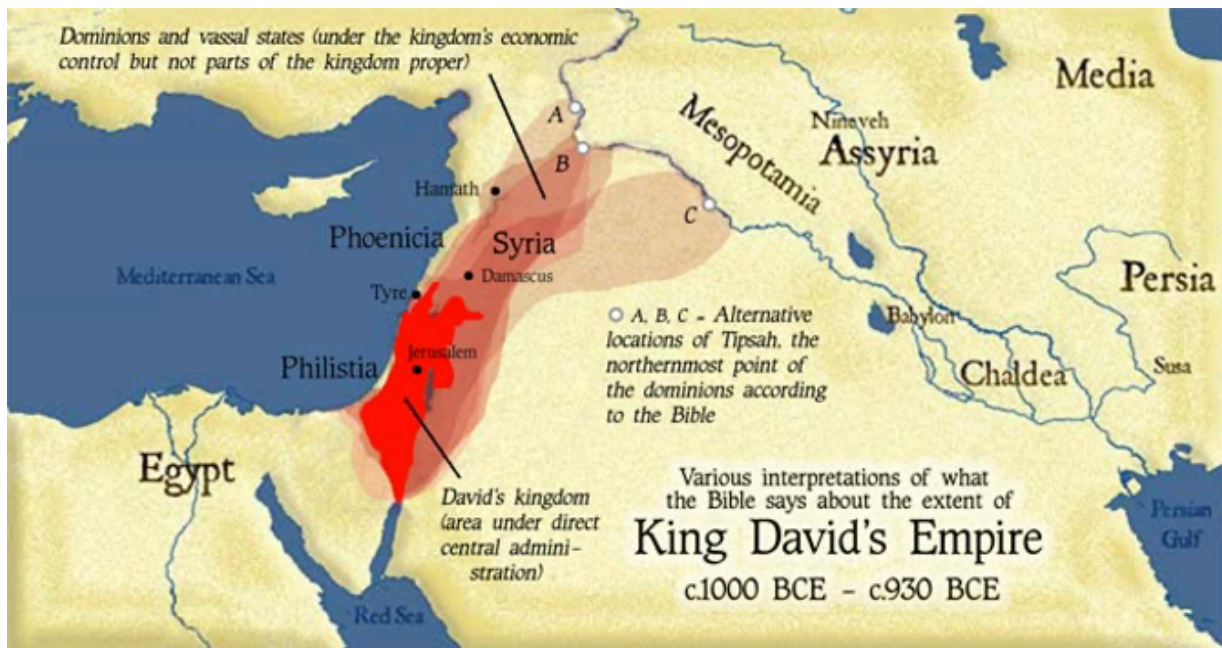 Dominions and vassal states (under the kingdom's economic
control but not parts of the kingdom proper)
Media
A
Mesopotamia
Nineveh
Assyria
B
Hamath
C
Phoenicia
Syria
Mediterranean Sea
Damascus
Persia
Tyre
A, B, C - Alternative
locations of Tipsah, the
northernmost point of
the dominions according
to the Bible
Babylon
Jerusalem
Philistia
Chaldea
Susa
Egypt
David's kingdom
(area under direct
central admini-
stration)
Various interpretations of what
the Bible says about the extent of
King David's Empire
c.1000 BCE - c.930 BCE
Persian
Gulf
Red Sea